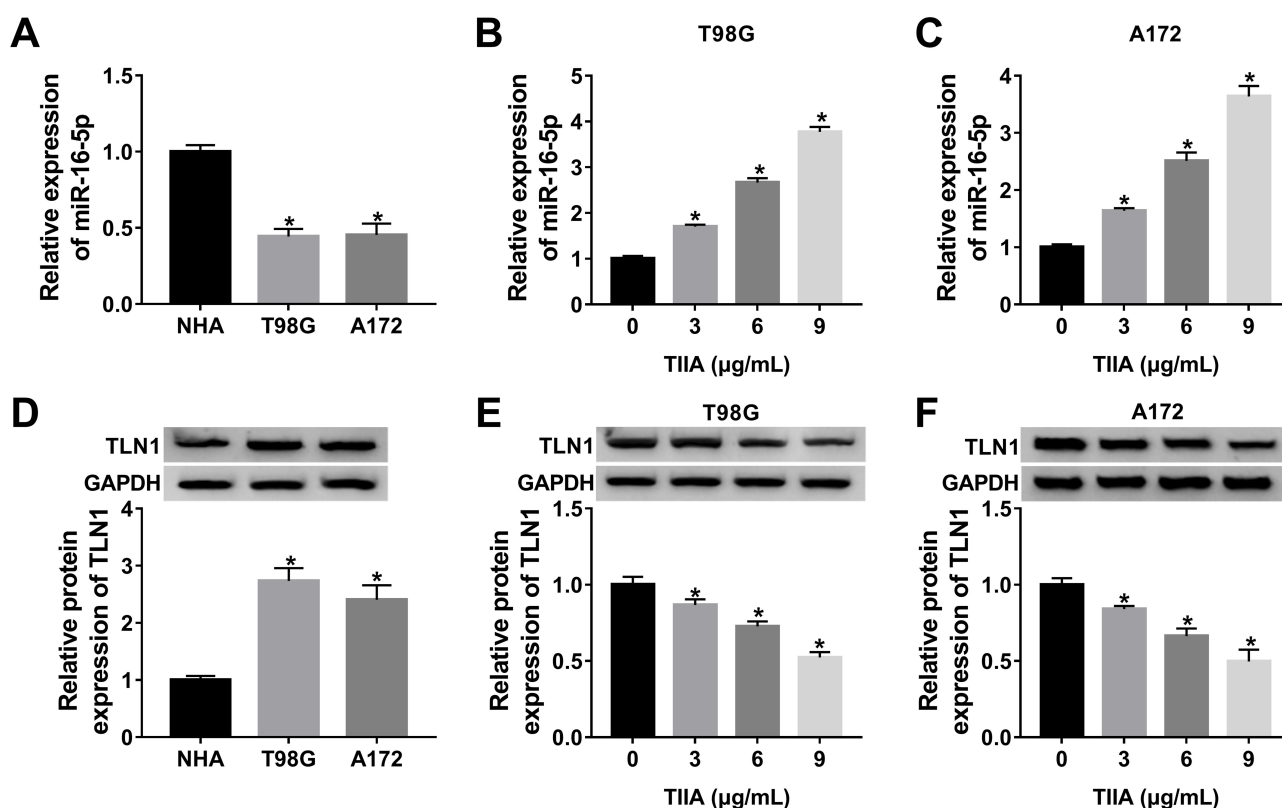 A
Relative expression
of miR-16-5p
1.5
1.0
0.5
0.0
*
*
NHA
T98G
A172
B
T98G
Relative expression
of miR-16-5p
5
4
3
2
1
0
*
*
*
0
3
6
9
TIIA (µg/mL)
C
A172
Relative expression
of miR-16-5p
4
3
2
1
0
*
*
*
0
3
6
9
TIIA (µg/mL)
D
TLN1
GAPDH
Relative protein
expression of TLN1
4
3
2
1
0
*
*
NHA
T98G
A172
E
T98G
TLN1
GAPDH
Relative protein
expression of TLN1
1.5
1.0
0.5
0.0
*
*
*
0
3
6
9
TIIA (µg/mL)
F
A172
TLN1
GAPDH
Relative protein
expression of TLN1
1.5
1.0
0.5
0.0
*
*
*
0
3
6
9
TIIA (µg/mL)